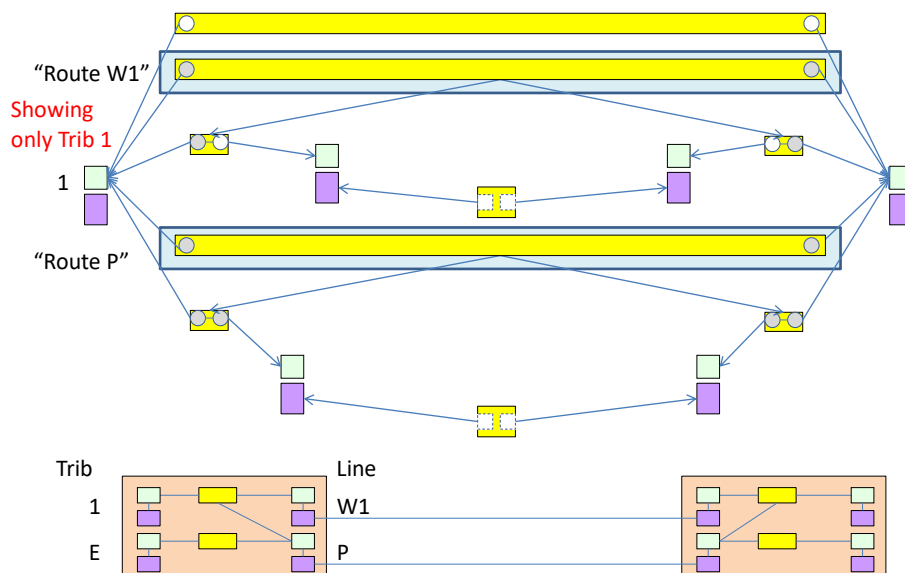 “Route W1”
Showing
only Trib 1
1
“Route P”
Trib Line
1 W1
E P